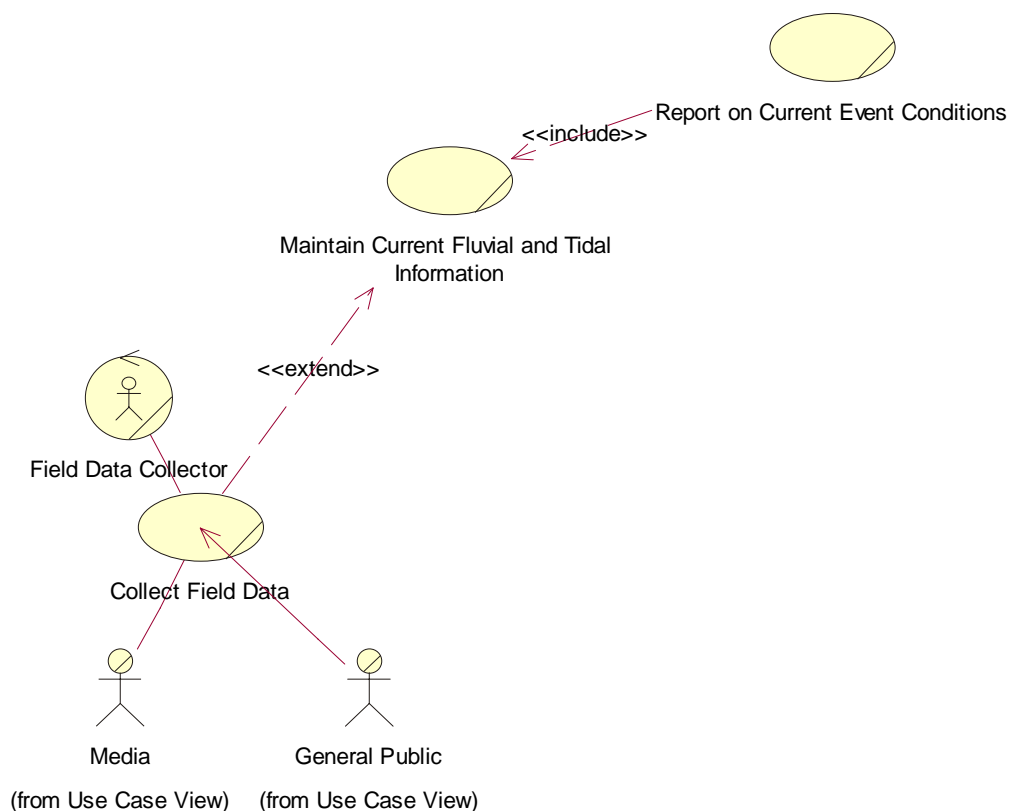 Report on Current Event Conditions
<<include>>
Maintain Current Fluvial and Tidal
Information
<<extend>>
Field Data Collector
Collect Field Data
Media
General Public
(from Use Case View)
(from Use Case View)